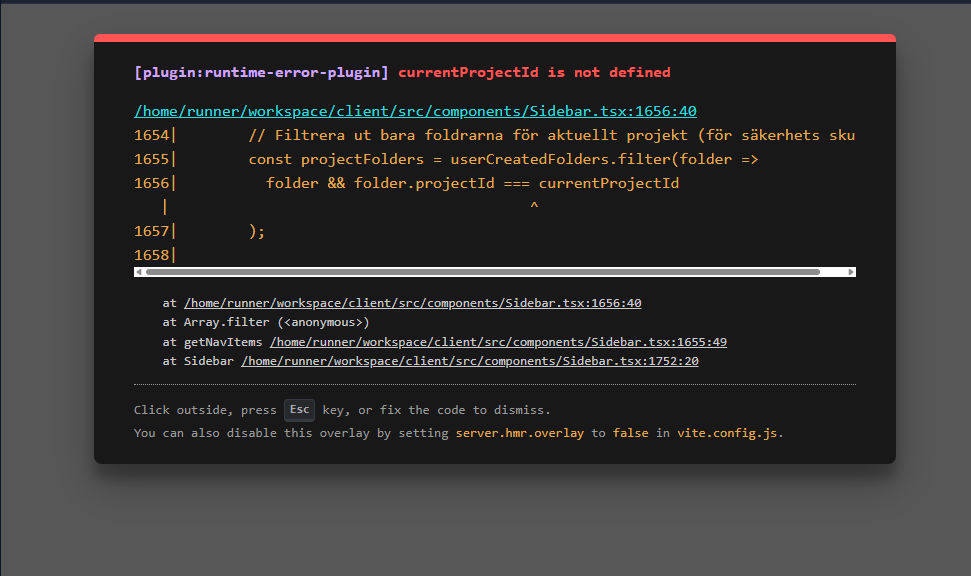 [plugin:runtime-error-plugin] currentProjectId is not defined
/home/runner/workspace/client/src/components/Sidebar.tsx:1656:40
1654|        // Filtrera ut bara foldrarna för aktuellt projekt (för säkerhets sku
1655|        const projectFolders = userCreatedFolders.filter(folder =>
1656|          folder && folder.projectId === currentProjectId
|                                        ^
1657|        );
1658|
at /home/runner/workspace/client/src/components/Sidebar.tsx:1656:40
at Array.filter (<anonymous>)
at getNavItems /home/runner/workspace/client/src/components/Sidebar.tsx:1655:49
at Sidebar /home/runner/workspace/client/src/components/Sidebar.tsx:1752:20
Click outside, press Esc key, or fix the code to dismiss.
You can also disable this overlay by setting server.hmr.overlay to false in vite.config.js.